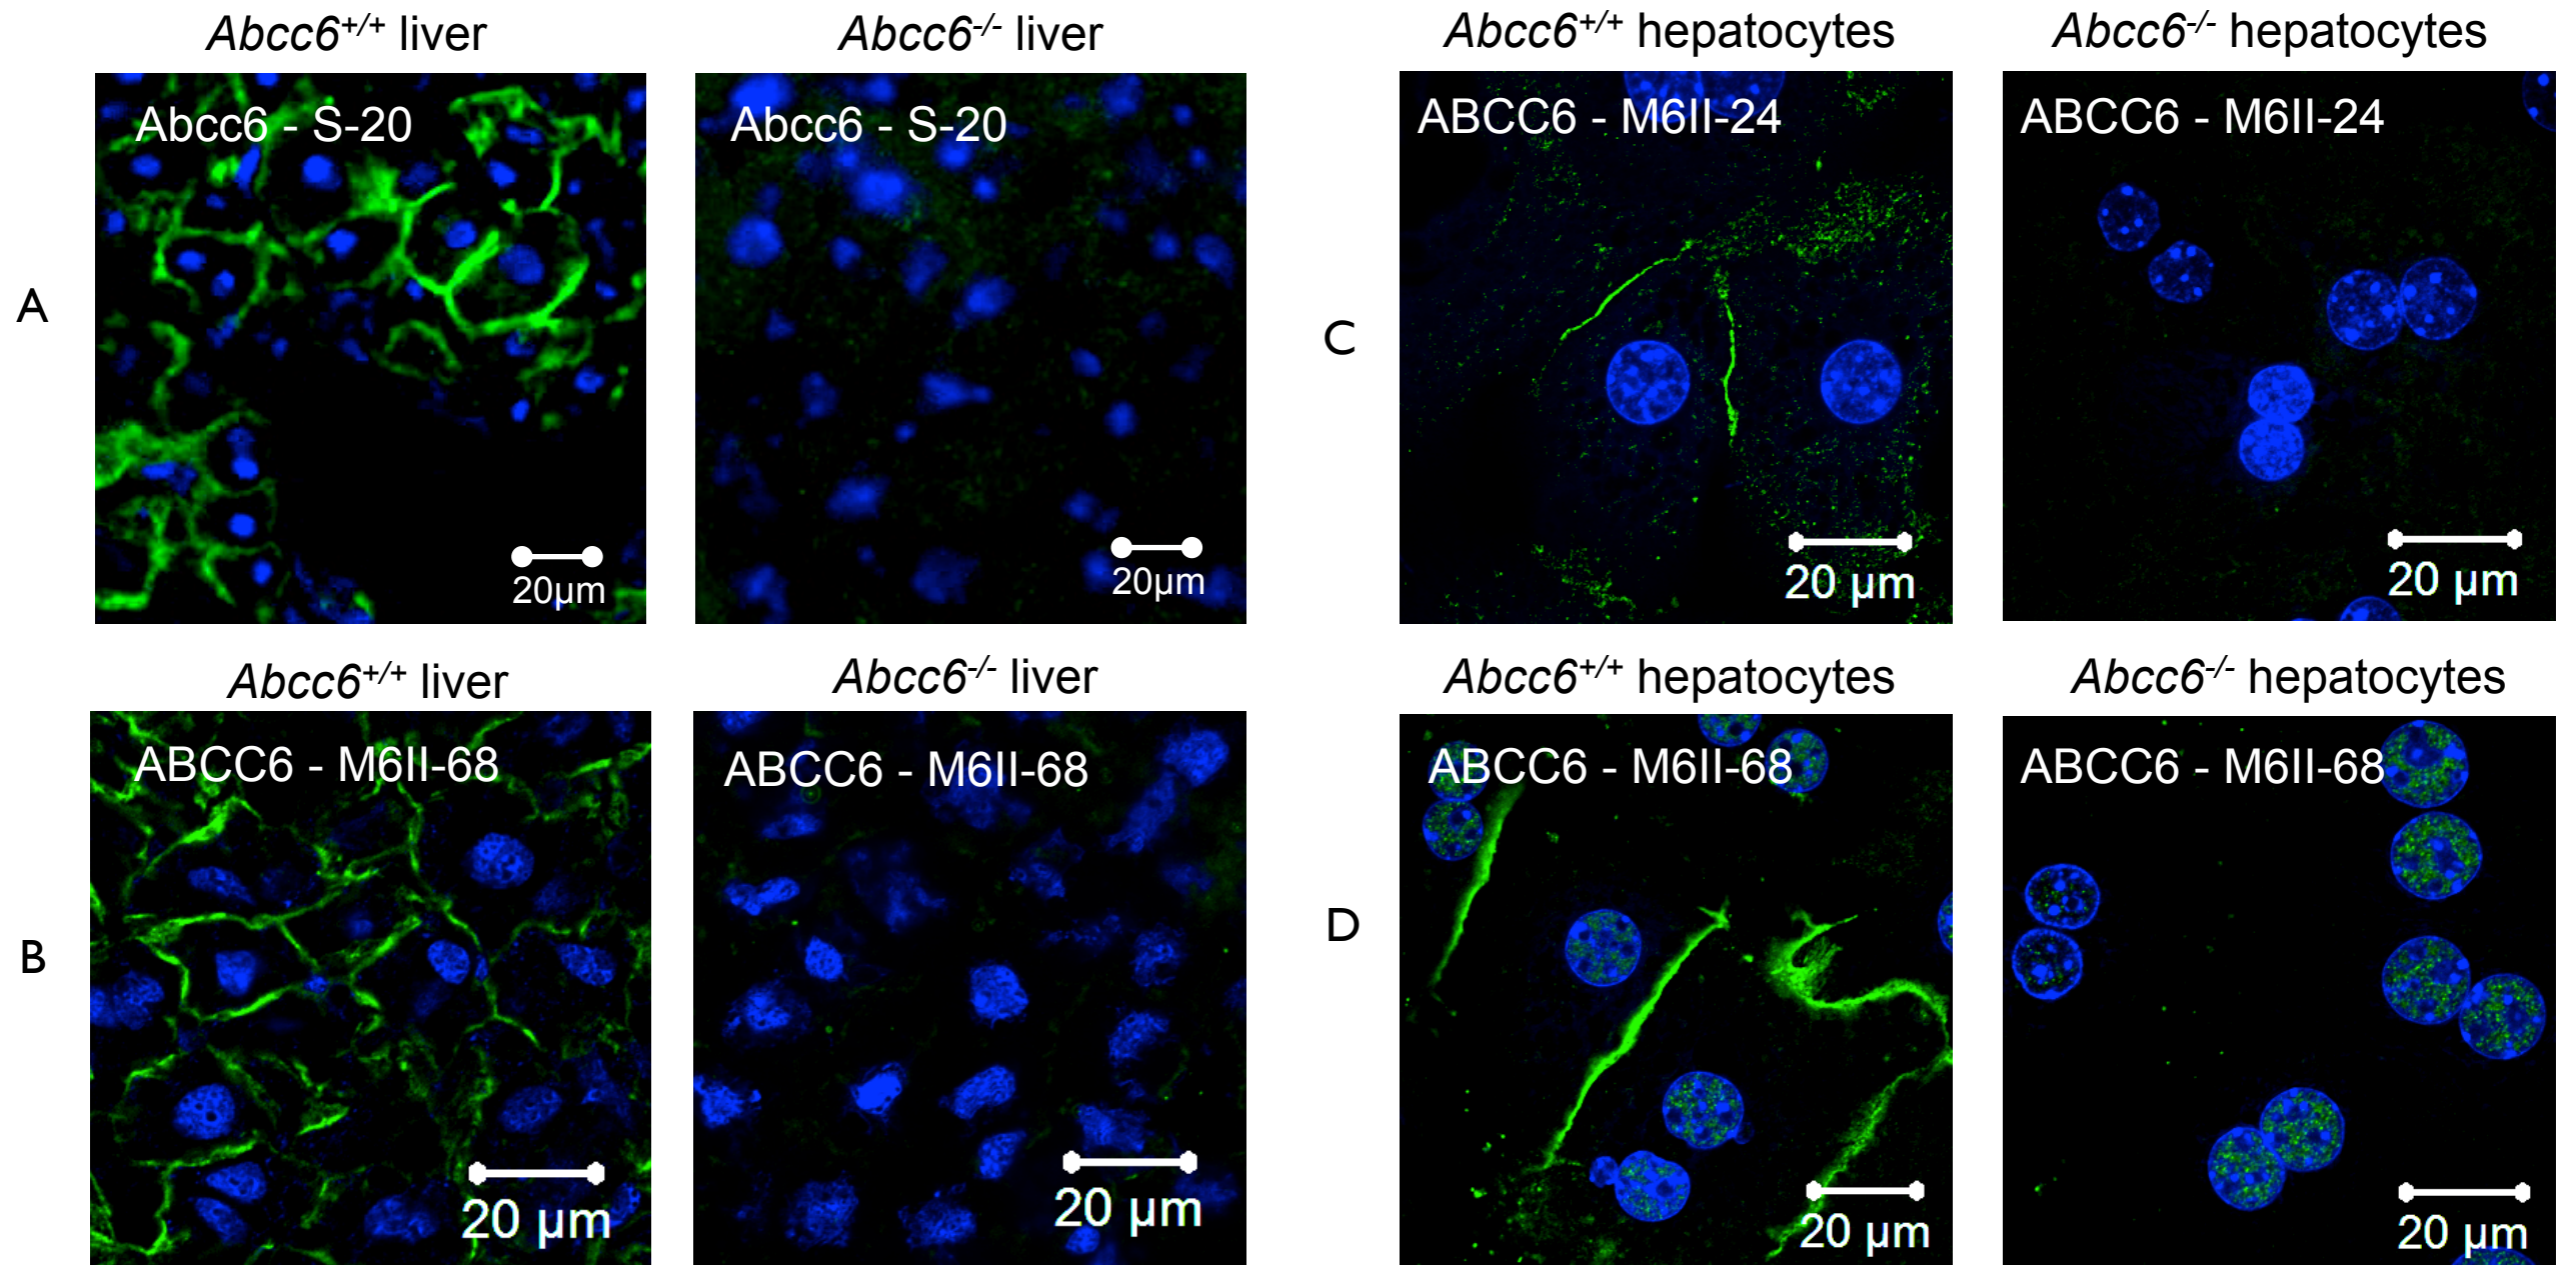 Abcc6+/+ liver
Abcc6-/- liver
Abcc6+/+ hepatocytes
Abcc6-/- hepatocytes
Abcc6 - S-20
Abcc6 - S-20
ABCC6 - M6II-24
ABCC6 - M6II-24
A
C
20µm
20µm
20 µm
20 µm
Abcc6+/+ liver
Abcc6-/- liver
Abcc6+/+ hepatocytes
Abcc6-/- hepatocytes
ABCC6 - M6II-68
ABCC6 - M6II-68
ABCC6 - M6II-68
ABCC6 - M6II-68
B
D
20 µm
20 µm
20 µm
20 µm